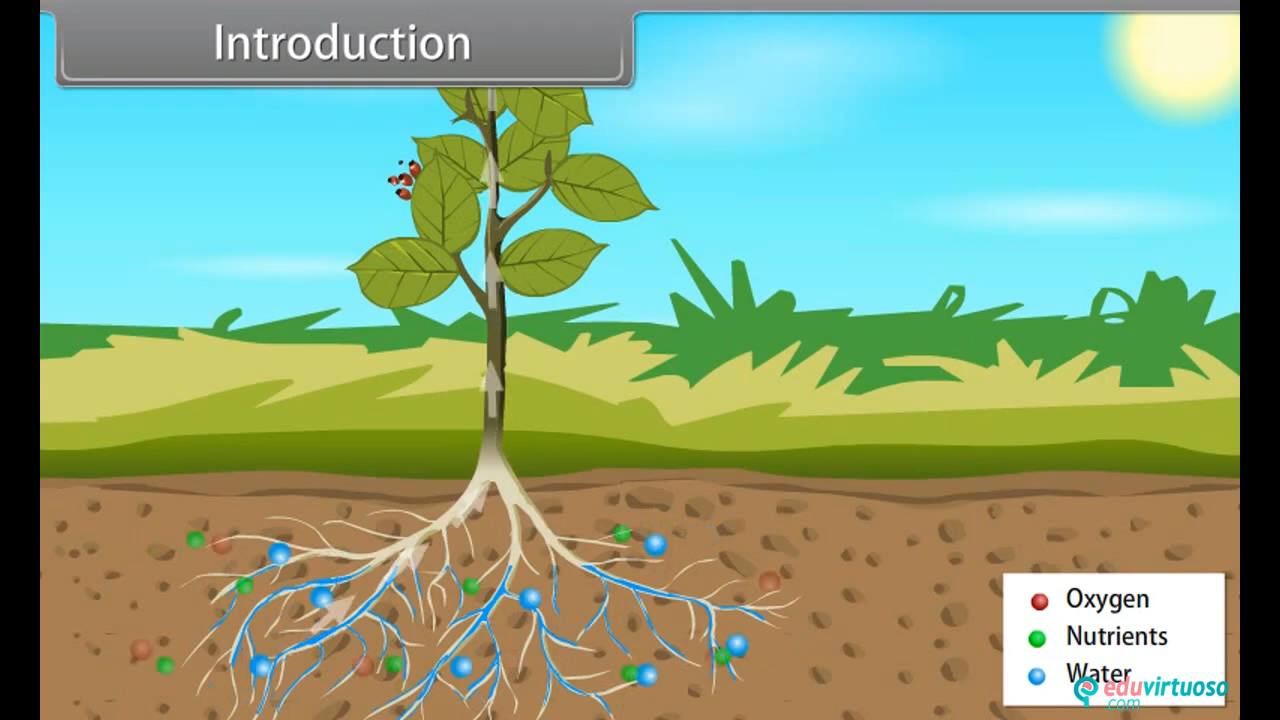 Introduction
Oxygen
Nutrients
Water
eduvirtuoso
.com